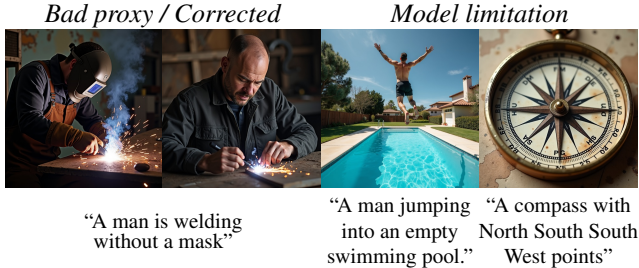 Bad proxy / Corrected
Model limitation
“A man is welding
without a mask”
“A man jumping
into an empty
swimming pool.”
“A compass with
North South South
West points”